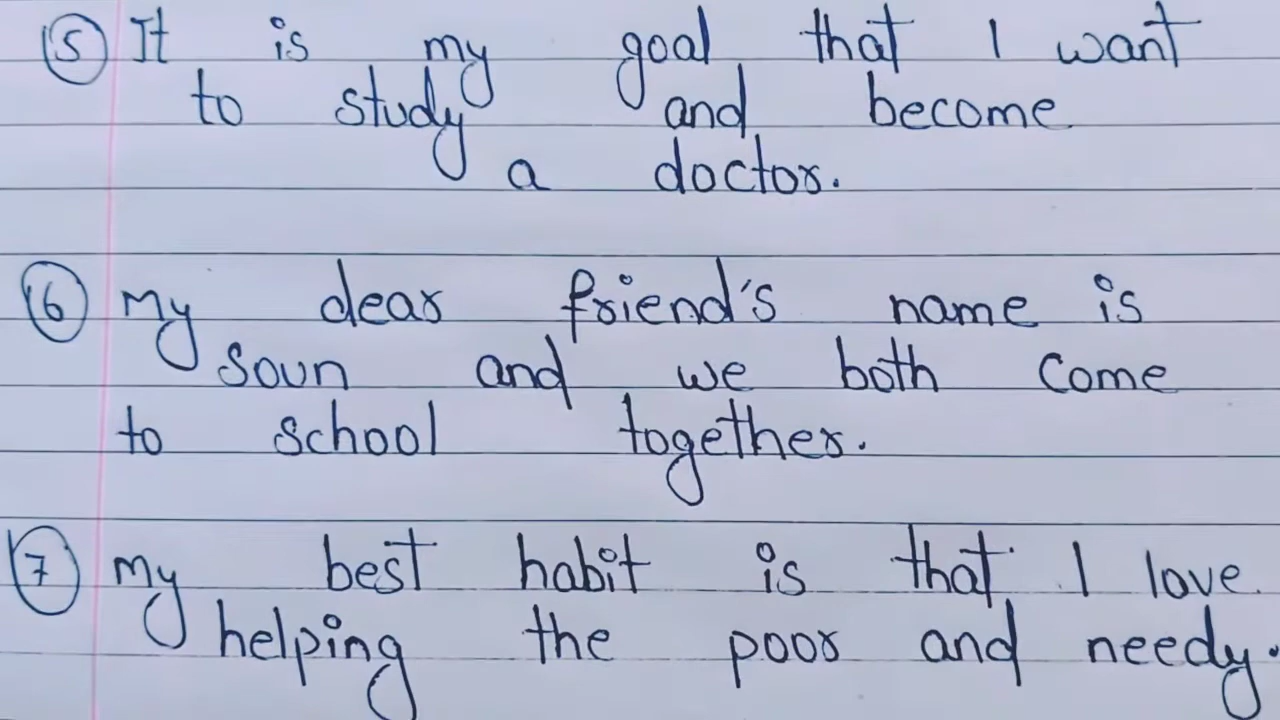 5 It is my goal that I want
to study and become
a doctor.
6 My dear friend's name is
Soun and we both come
to school together.
7 My best habit is that I love
helping the poor and needy.